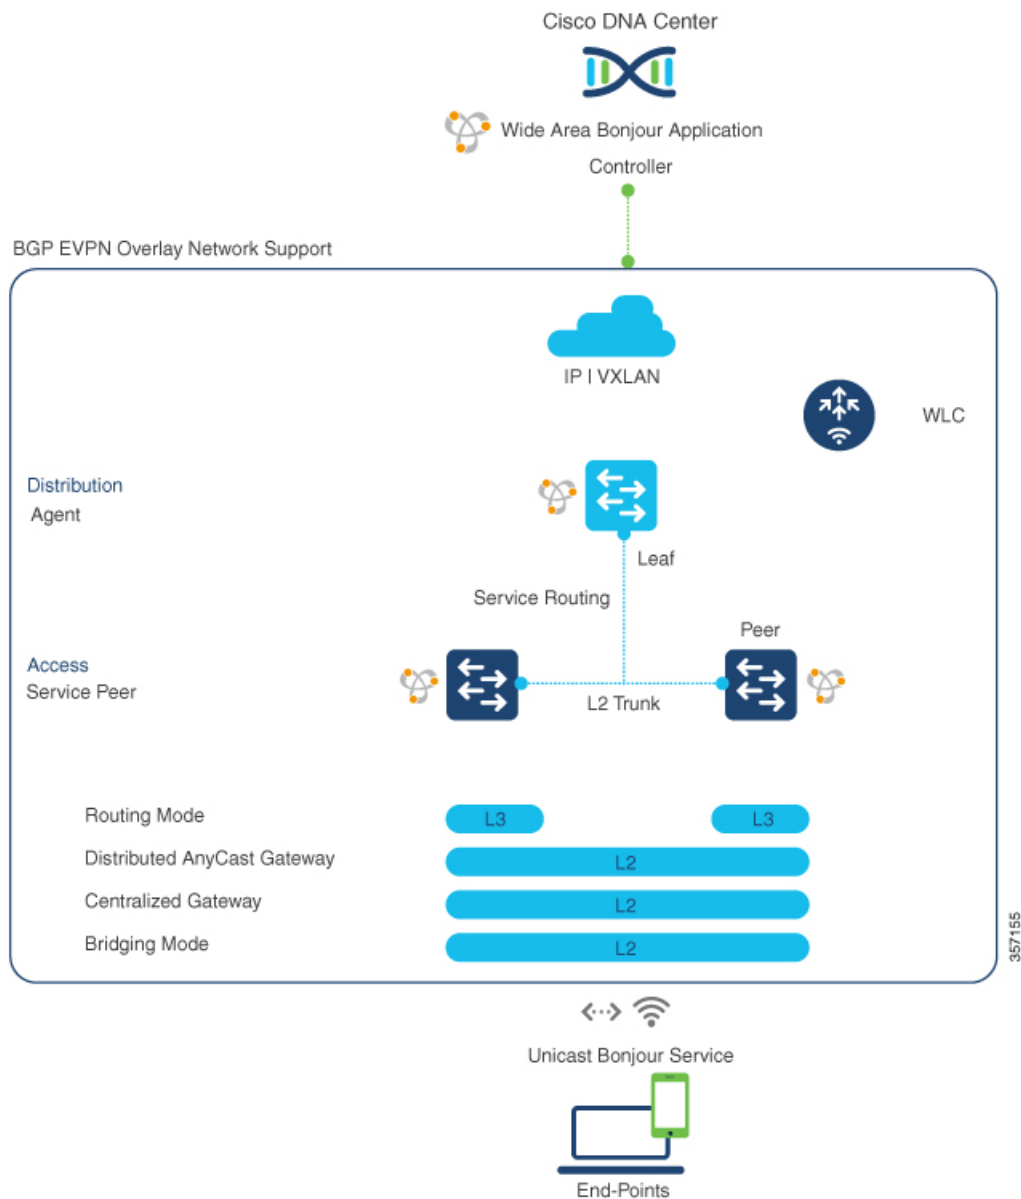 Cisco DNA Center
Wide Area Bonjour Application
Controller
BGP EVPN Overlay Network Support
IP | VXLAN
WLC
Distribution
Agent
Leaf
Service Routing
Peer
Access
Service Peer
L2 Trunk
Routing Mode
L3
L3
Distributed AnyCast Gateway
L2
Centralized Gateway
L2
Bridging Mode
L2
357155
Unicast Bonjour Service
End-Points